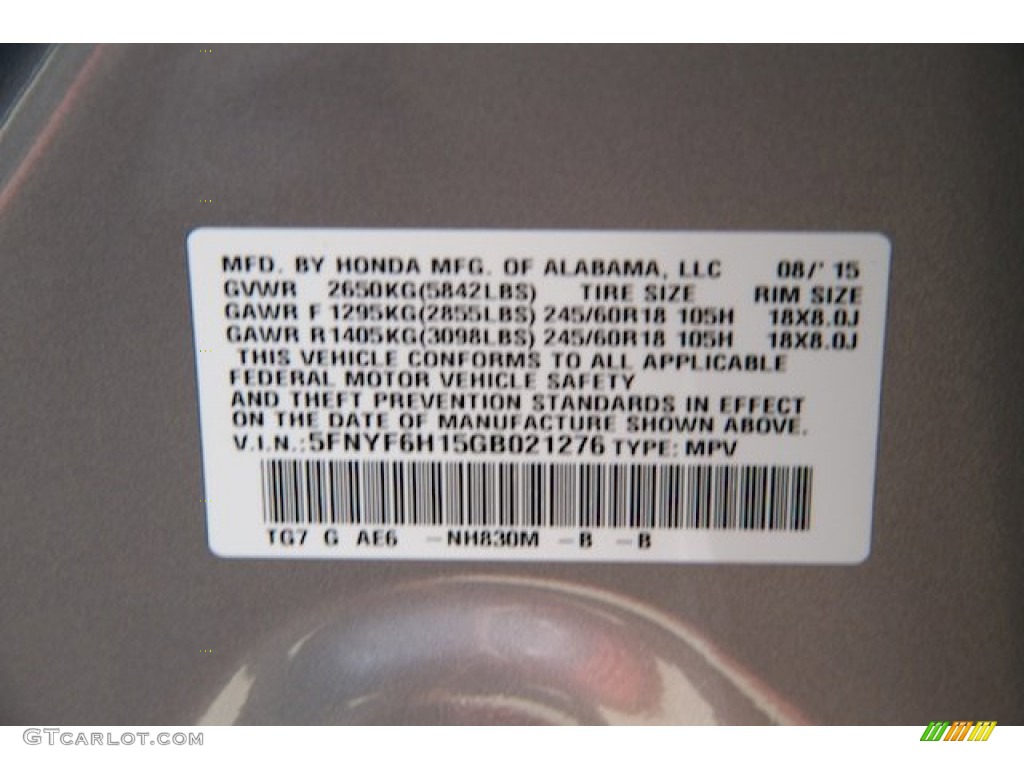 MFD. BY HONDA MFG. OF ALABAMA, LLC 08/' 15
GVWR 2650KG(5842LBS) TIRE SIZE RIM SIZE
GAWR F 1295KG(2855LBS) 245/60R18 105H 18X8.0J
GAWR R 1405KG(3098LBS) 245/60R18 105H 18X8.0J
THIS VEHICLE CONFORMS TO ALL APPLICABLE
FEDERAL MOTOR VEHICLE SAFETY
AND THEFT PREVENTION STANDARDS IN EFFECT
ON THE DATE OF MANUFACTURE SHOWN ABOVE.
V.I.N.:5FNYF6H15GB021276 TYPE: MPV
TG7 G AE6 -NH830M -B -B
GTcarlot.com